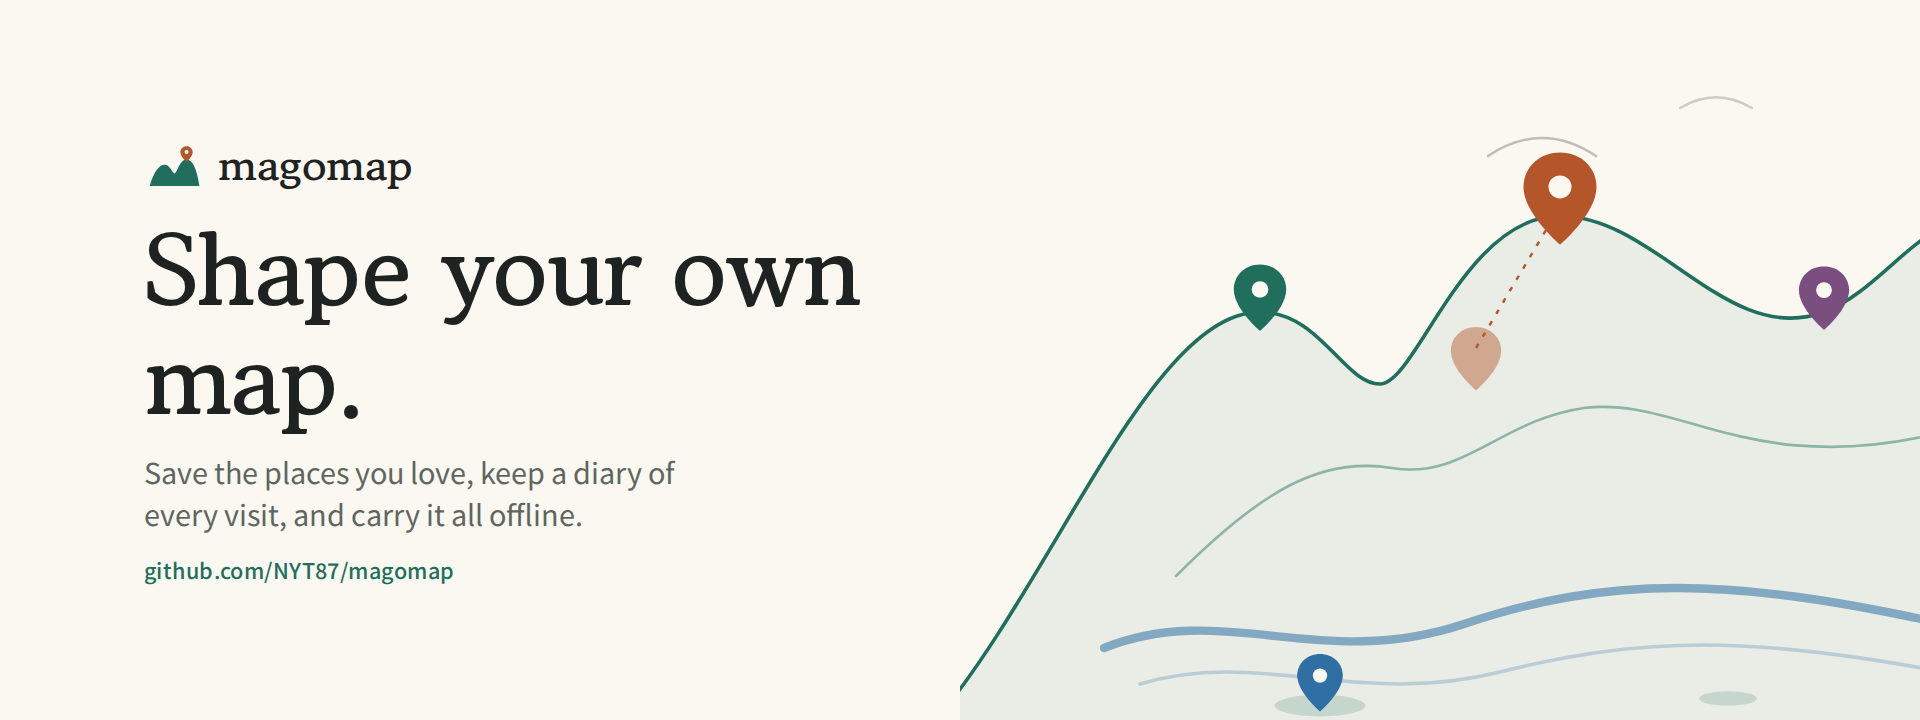 magomap
Shape your own
map.
Save the places you love, keep a diary of
every visit, and carry it all offline.
github.com/NYT87/magomap